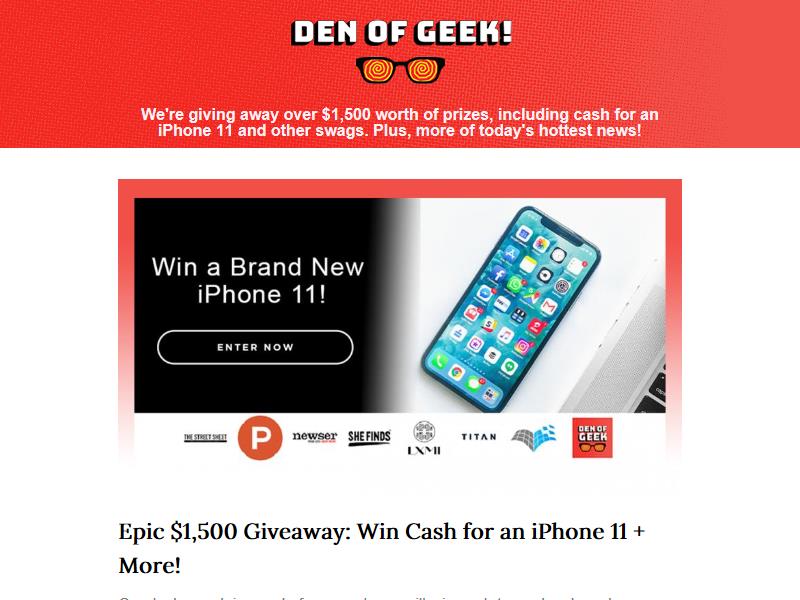 DEN OF GEEK!
We're giving away over $1,500 worth of prizes, including cash for an
iPhone 11 and other swags. Plus, more of today's hottest news!
Win a Brand New
iPhone 11!
ENTER NOW
THE STREET SHEET
P
newser
SHEFINDS
LXMI
TITAN
DEN OF
GEEK
Epic $1,500 Giveaway: Win Cash for an iPhone 11 +
More!